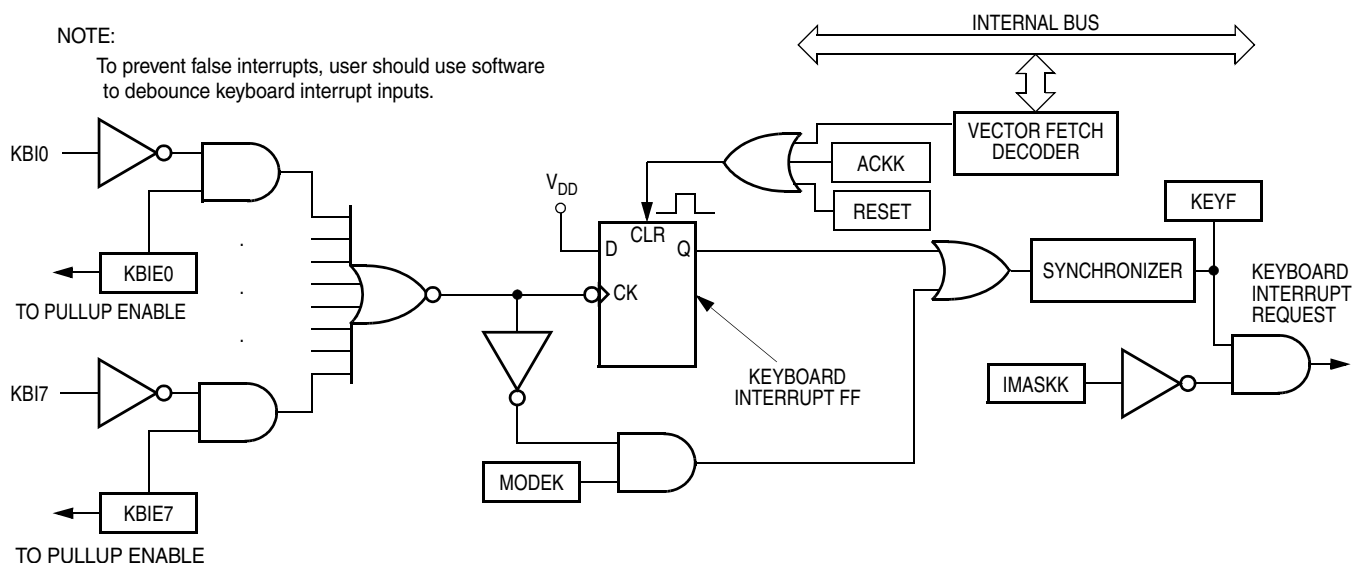 INTERNAL BUS
NOTE:
To prevent false interrupts, user should use software
to debounce keyboard interrupt inputs.
VECTOR FETCH
DECODER
KBI0
ACKK
VDD
RESET
KEYF
CLR
D
Q
CK
SYNCHRONIZER
KBIE0
TO PULLUP ENABLE
KEYBOARD
INTERRUPT
REQUEST
KBI7
KEYBOARD
INTERRUPT FF
IMASKK
MODEK
KBIE7
TO PULLUP ENABLE